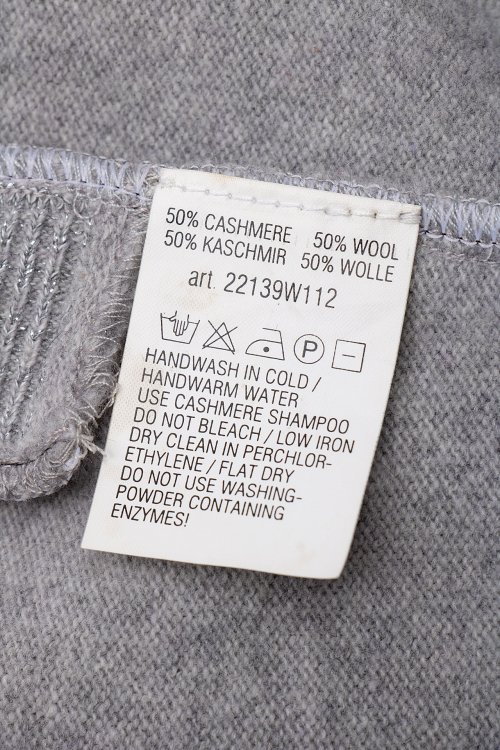 50% CASHMERE 50% WOOL
50% KASCHMIR 50% WOLLE
art. 22139W112
P
HANDWASH IN COLD /
HANDWARM WATER
USE CASHMERE SHAMPOO
DO NOT BLEACH / LOW IRON
DRY CLEAN IN PERCHLOR-
ETHYLENE / FLAT DRY
DO NOT USE WASHING-
POWDER CONTAINING
ENZYMES!